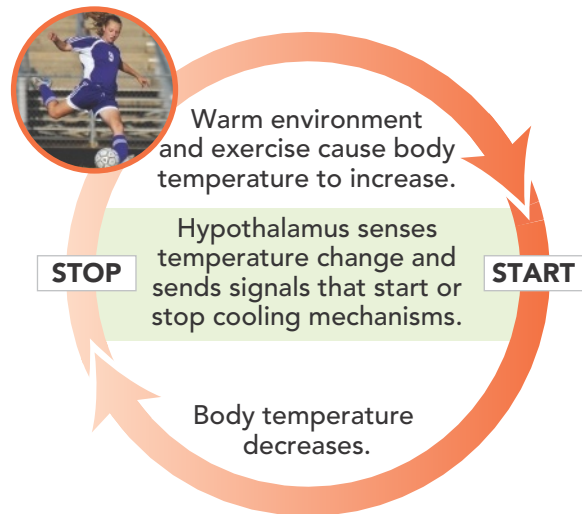 Warm environment
and exercise cause body
temperature to increase.
Hypothalamus senses
temperature change and
sends signals that start or
stop cooling mechanisms.
STOP
START
Body temperature
decreases.